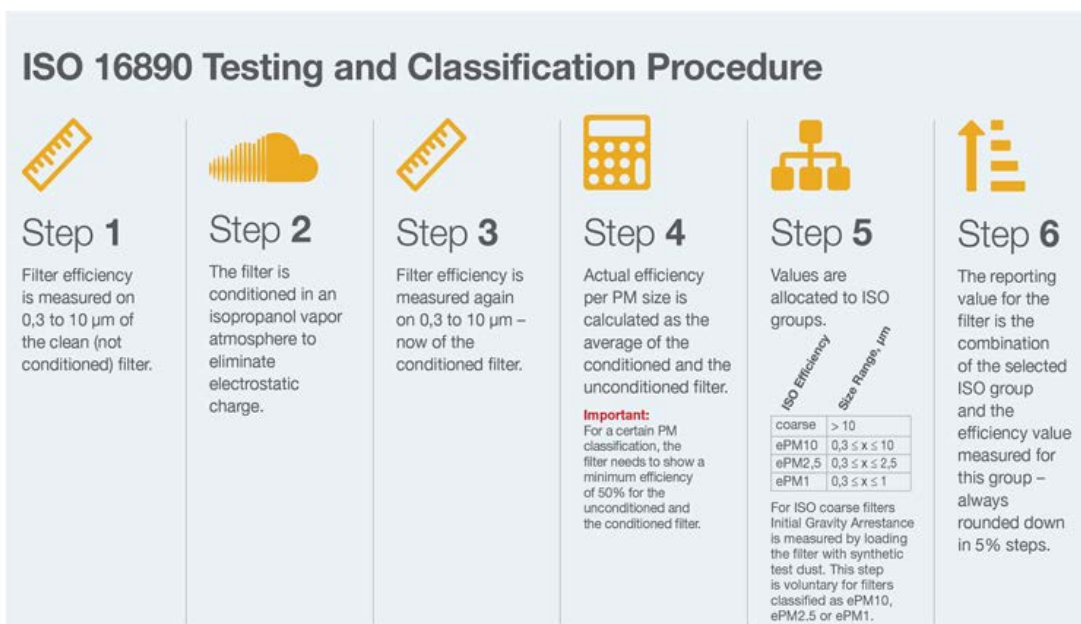 ISO 16890 Testing and Classification Procedure
Step 1
Filter efficiency
is measured on
0,3 to 10 µm of
the clean (not
conditioned) filter.
Step 2
The filter is
conditioned in an
isopropanol vapor
atmosphere to
eliminate
electrostatic
charge.
Step 3
Filter efficiency is
measured again
on 0,3 to 10 µm –
now of the
conditioned filter.
Step 4
Actual efficiency
per PM size is
calculated as the
average of the
conditioned and the
unconditioned filter.
Important:
For a certain PM
classification, the
filter needs to show a
minimum efficiency
of 50% for the
unconditioned and
the conditioned filter.
Step 5
Values are
allocated to ISO
groups.
ISO Efficiency
Size Range, µm
coarse > 10
ePM10 0,3 ≤ x ≤ 10
ePM2,5 0,3 ≤ x ≤ 2,5
ePM1 0,3 ≤ x ≤ 1
For ISO coarse filters
Initial Gravity Arrestance
is measured by loading
the filter with synthetic
test dust. This step
is voluntary for filters
classified as ePM10,
ePM2.5 or ePM1.
Step 6
The reporting
value for the
filter is the
combination
of the selected
ISO group
and the
efficiency value
measured for
this group –
always
rounded down
in 5% steps.